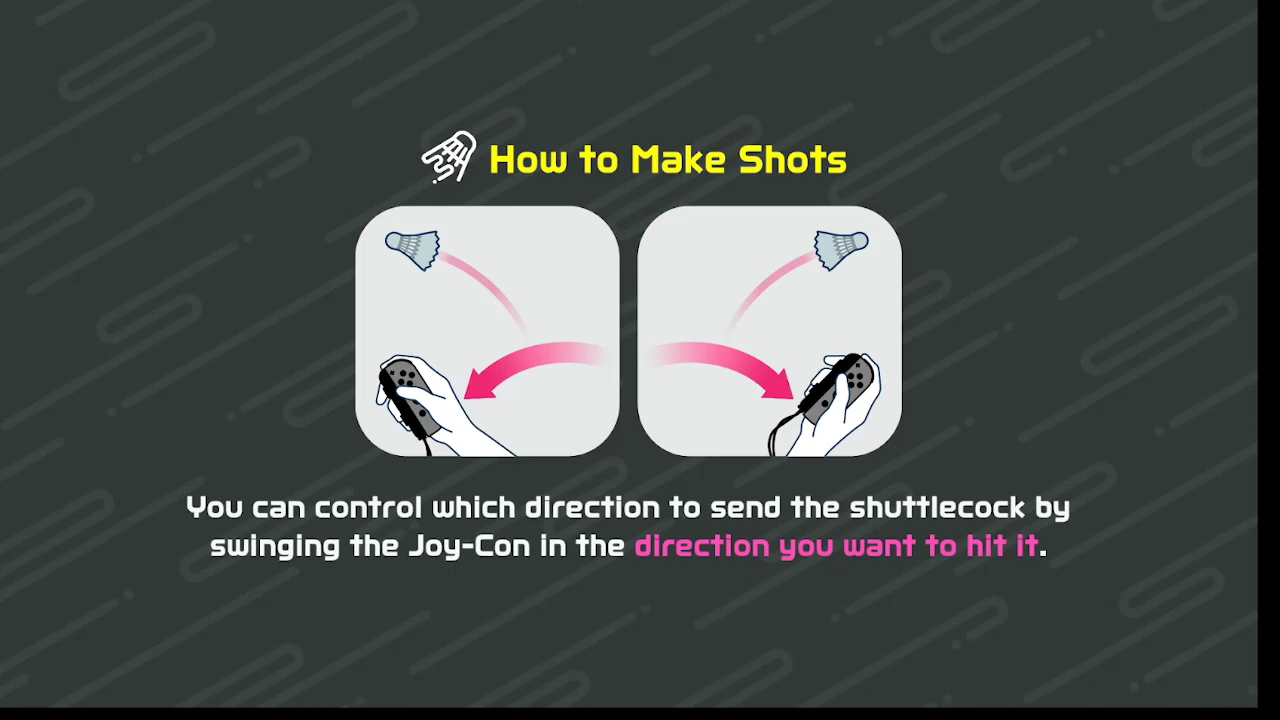 How to Make Shots
You can control which direction to send the shuttlecock by
swinging the Joy-Con in the direction you want to hit it.